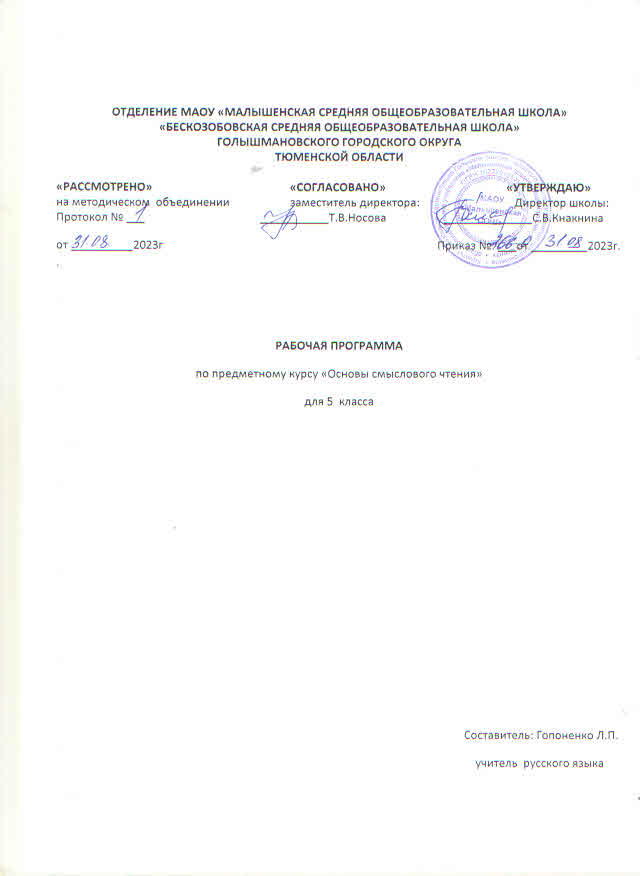 ОТДЕЛЕНИЕ МАОУ «МАЛЫШЕНСКАЯ СРЕДНЯЯ ОБЩЕОБРАЗОВАТЕЛЬНАЯ ШКОЛА»
«БЕСКОЗОБОВСКАЯ СРЕДНЯЯ ОБЩЕОБРАЗОВАТЕЛЬНАЯ ШКОЛА»
ГОЛЫШМАНОВСКОГО ГОРОДСКОГО ОКРУГА
ТЮМЕНСКОЙ ОБЛАСТИ
«РАССМОТРЕНО» «СОГЛАСОВАНО» «УТВЕРЖДАЮ»
на методическом объединении заместитель директора: Директор школы:
Протокол № 1 Т.В.Носова С.В.Кнакнина
от 31.08 2023г Приказ № от 31.08 2023г.
МАОУ
РАБОЧАЯ ПРОГРАММА
по предметному курсу «Основы смыслового чтения»
для 5 класса
Составитель: Гопоненко Л.П.
учитель русского языка